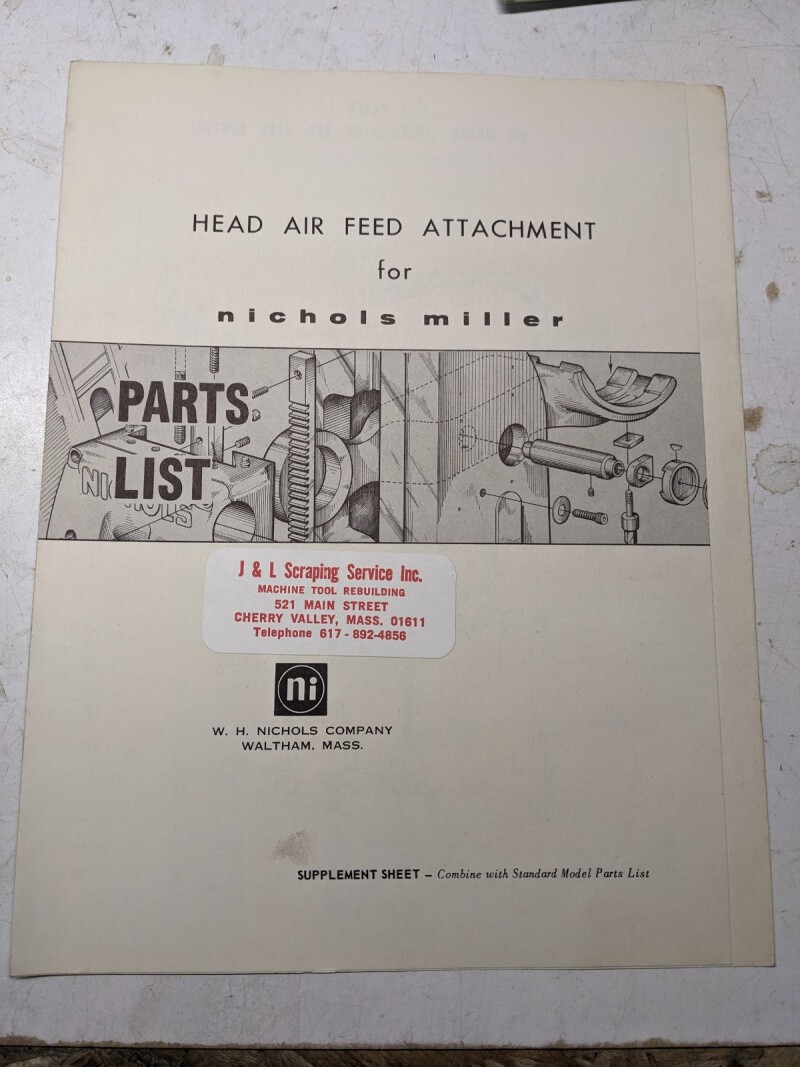 HEAD AIR FEED ATTACHMENT
for
nichols miller
PARTS
LIST
NICHOLS
J & L Scraping Service Inc.
MACHINE TOOL REBUILDING
521 MAIN STREET
CHERRY VALLEY, MASS. 01611
Telephone 617-892-4856
ni
W. H. NICHOLS COMPANY
WALTHAM, MASS.
SUPPLEMENT SHEET – Combine with Standard Model Parts List